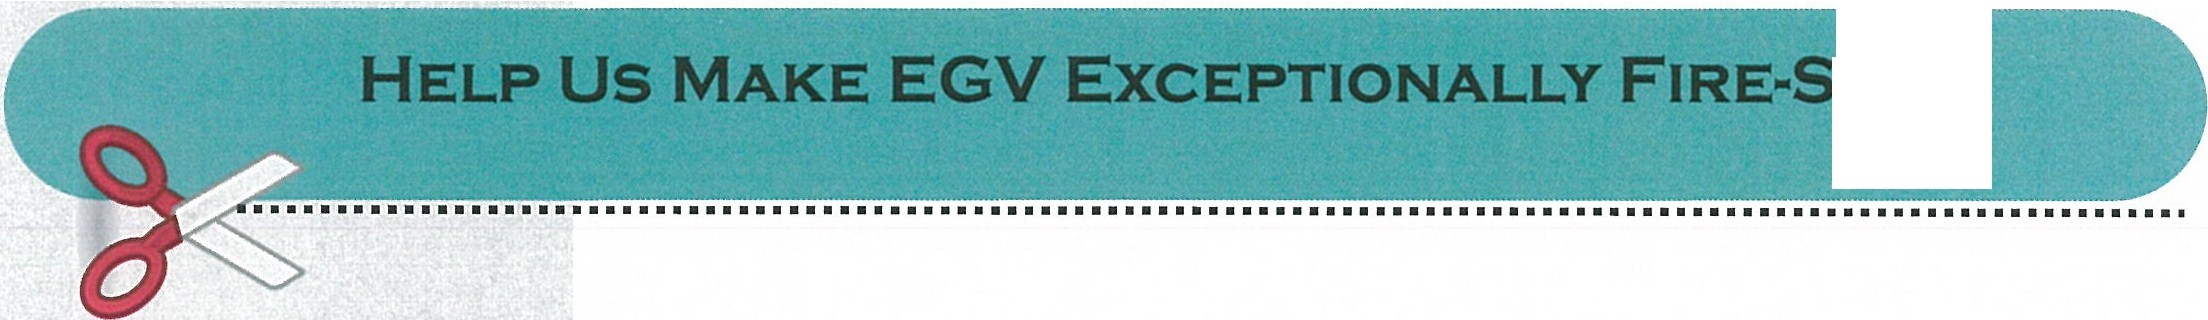 HELP US MAKE EGV EXCEPTIONALLY FIRE-S